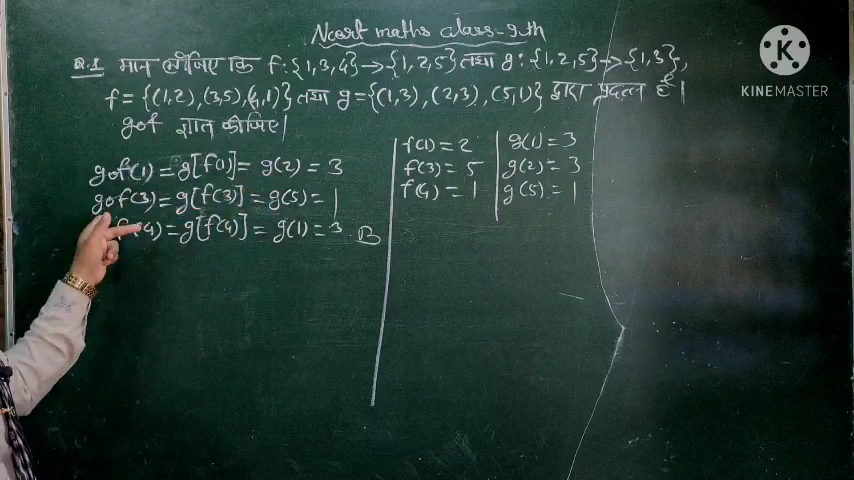 Ncert maths class-9th
Q.1 मान लीजिए कि f:{1,3,4}→{1,2,5} तथा g:{1,2,5}→{1,3},
f={(1,2),(3,5),(4,1)} तथा g={(1,3),(2,3),(5,1)} द्वारा प्रदत्त हैं।
gof ज्ञात कीजिए।
gof(1)=g[f(1)]=g(2)=3
gof(3)=g[f(3)]=g(5)=1
f(4)=g[f(4)]=g(1)=3
f(1)=2
f(3)=5
f(4)=1
g(1)=3
g(2)=3
g(5)=1
K
KINEMASTER